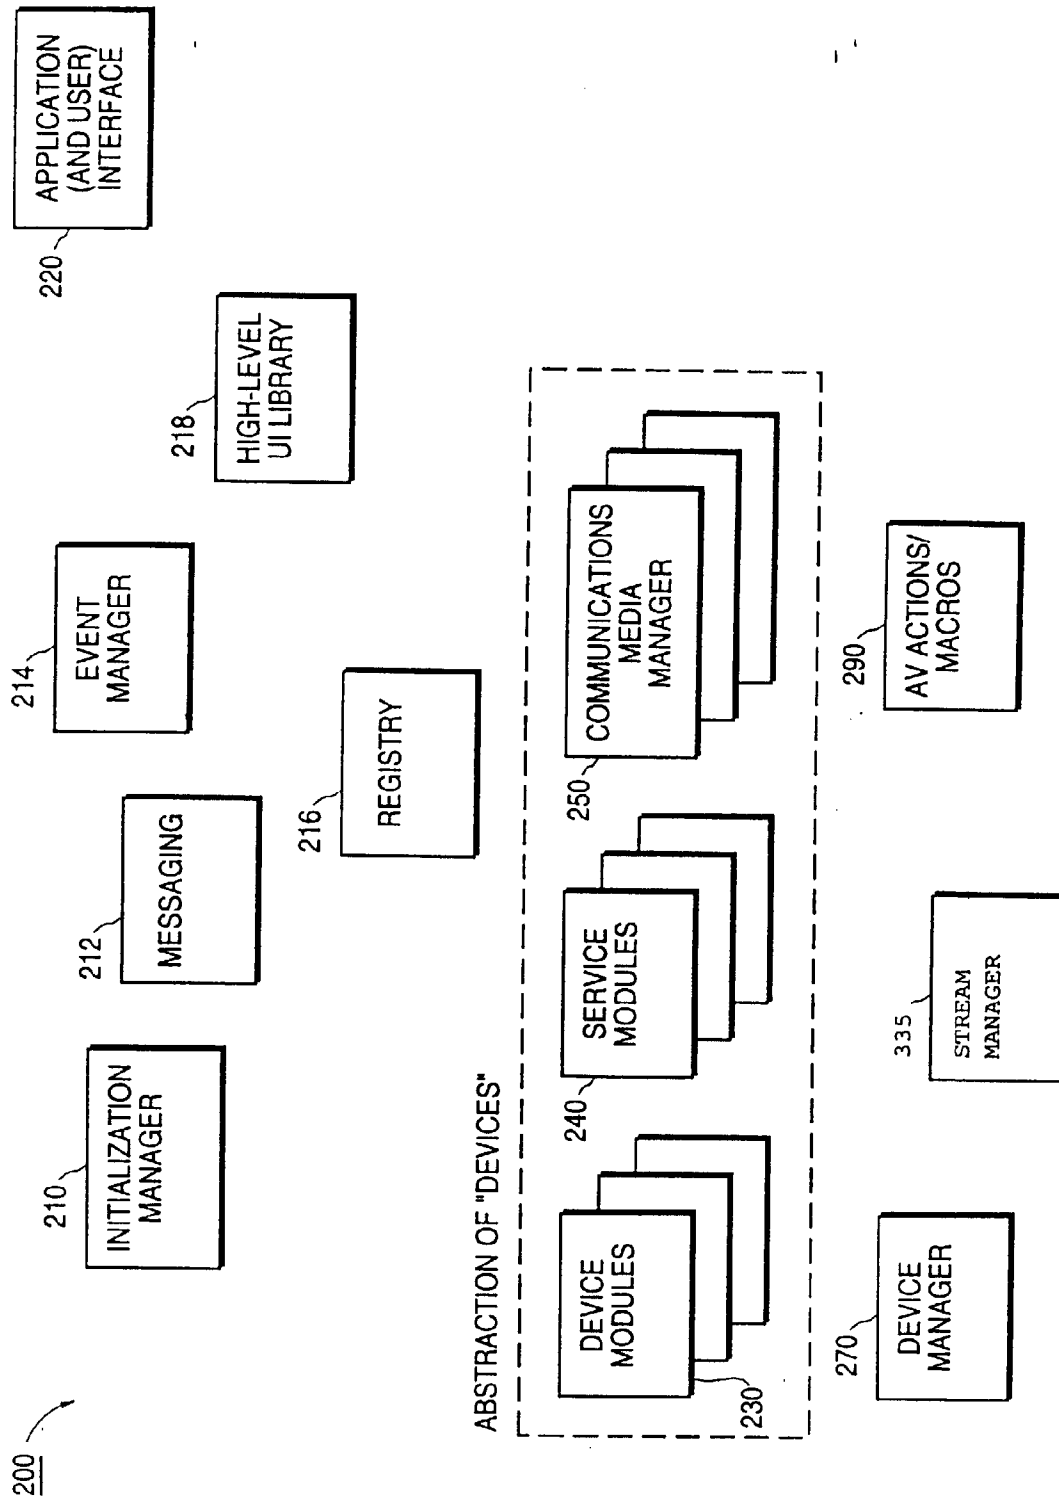 200
210
INITIALIZATION
MANAGER
212
MESSAGING
214
EVENT
MANAGER
216
REGISTRY
218
HIGH-LEVEL
UI LIBRARY
220
APPLICATION
(AND USER)
INTERFACE
ABSTRACTION OF "DEVICES"
DEVICE
MODULES
230
240
SERVICE
MODULES
250
COMMUNICATIONS
MEDIA
MANAGER
270
DEVICE
MANAGER
335
STREAM
MANAGER
290
AV ACTIONS/
MACROS